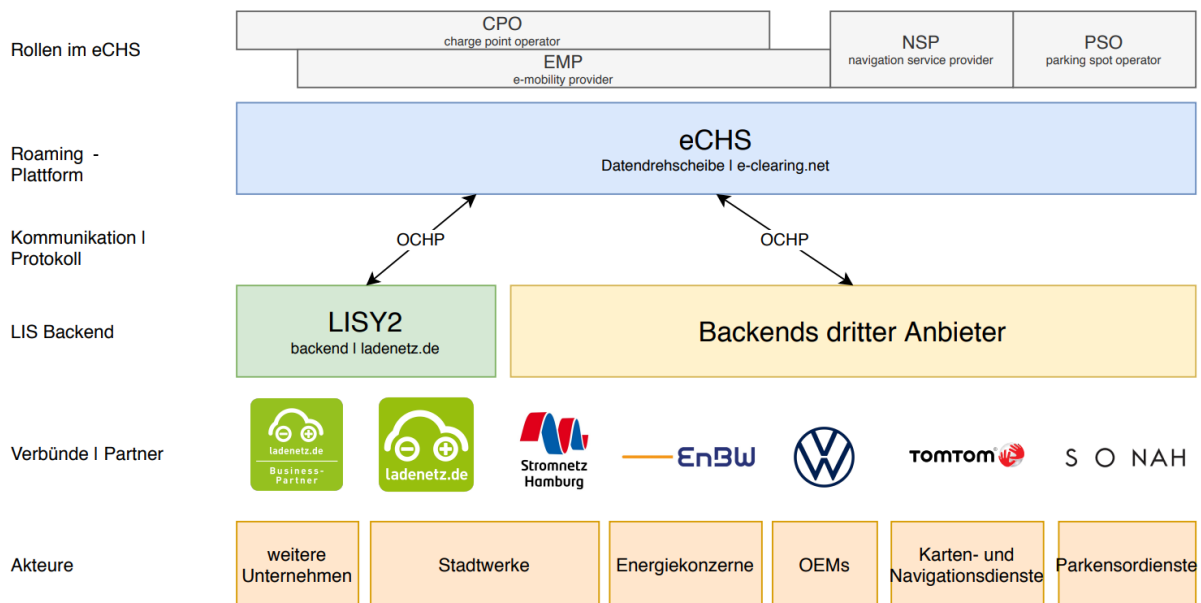 Rollen im eCHS
CPO
charge point operator
EMP
e-mobility provider
NSP
navigation service provider
PSO
parking spot operator
Roaming -
Plattform
eCHS
Datendrehscheibe I e-clearing.net
Kommunikation I
Protokoll
OCHP
OCHP
LIS Backend
LISY2
backend I ladenetz.de
Backends dritter Anbieter
Verbünde I Partner
ladenetz.de
Business-
Partner
ladenetz.de
Stromnetz
Hamburg
EnBW
VW
TOMTOM
S O NAH
Akteure
weitere
Unternehmen
Stadtwerke
Energiekonzerne
OEMs
Karten- und
Navigationsdienste
Parkensordienste